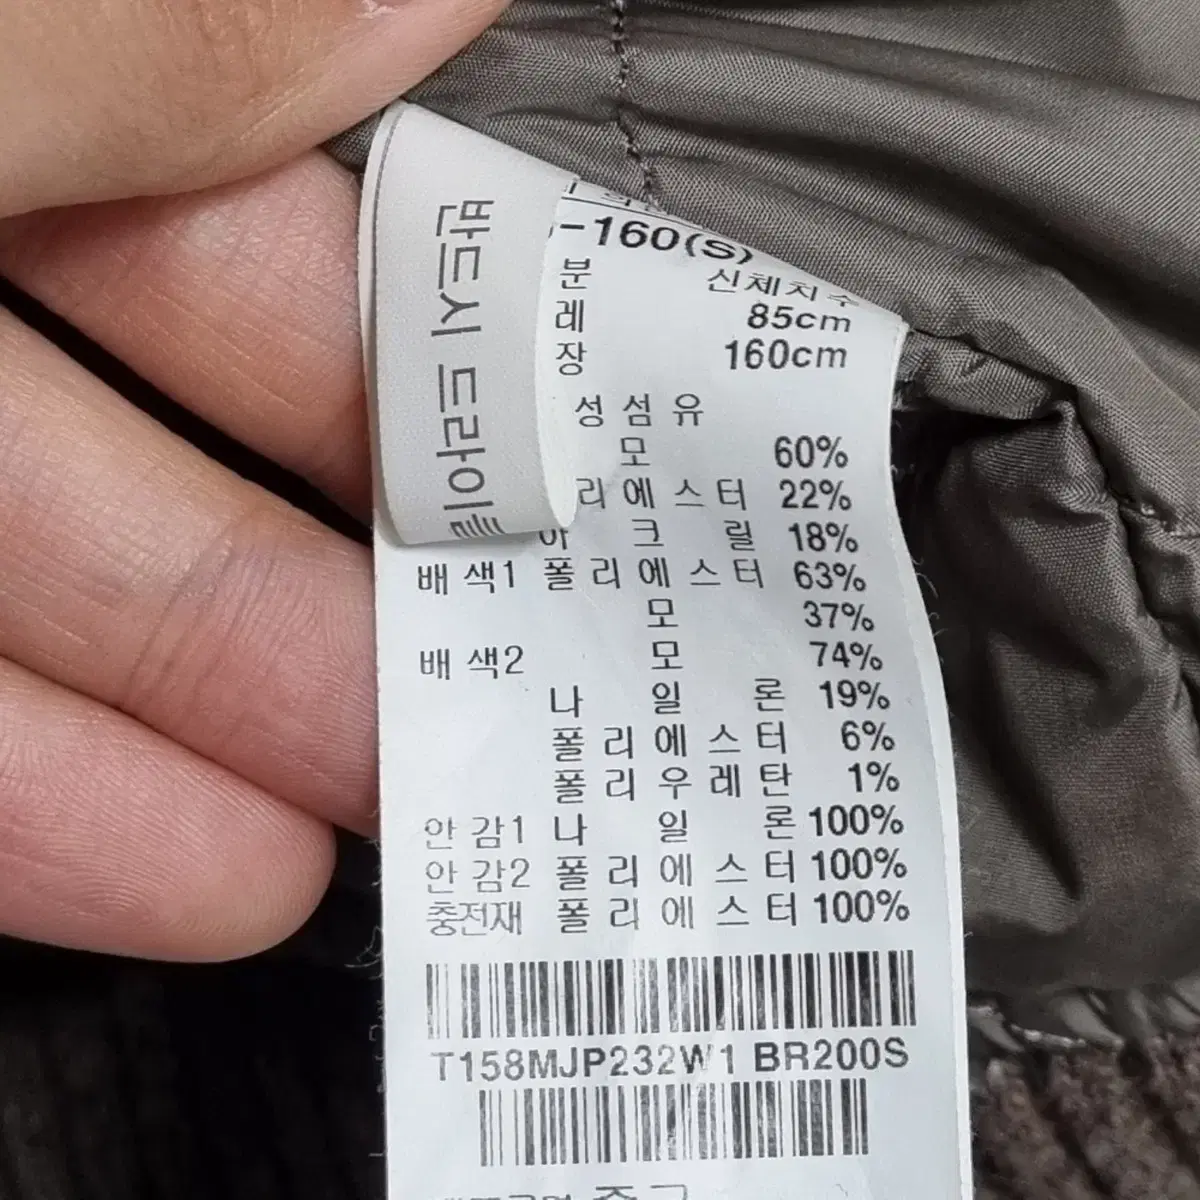 반드시 드라이클
-160(S)
분 신체치수
레 85cm
장 160cm
성 섬 유
모 60%
리 에 스 터 22%
아 크 릴 18%
배 색1 폴 리 에 스 터 63%
모 37%
배 색2 모 74%
나 일 론 19%
폴 리 에 스 터 6%
폴 리 우 레 탄 1%
안 감1 나 일 론 100%
안 감2 폴 리 에 스 터 100%
충전재 폴 리 에 스 터 100%
T158MJP232W1 BR200S